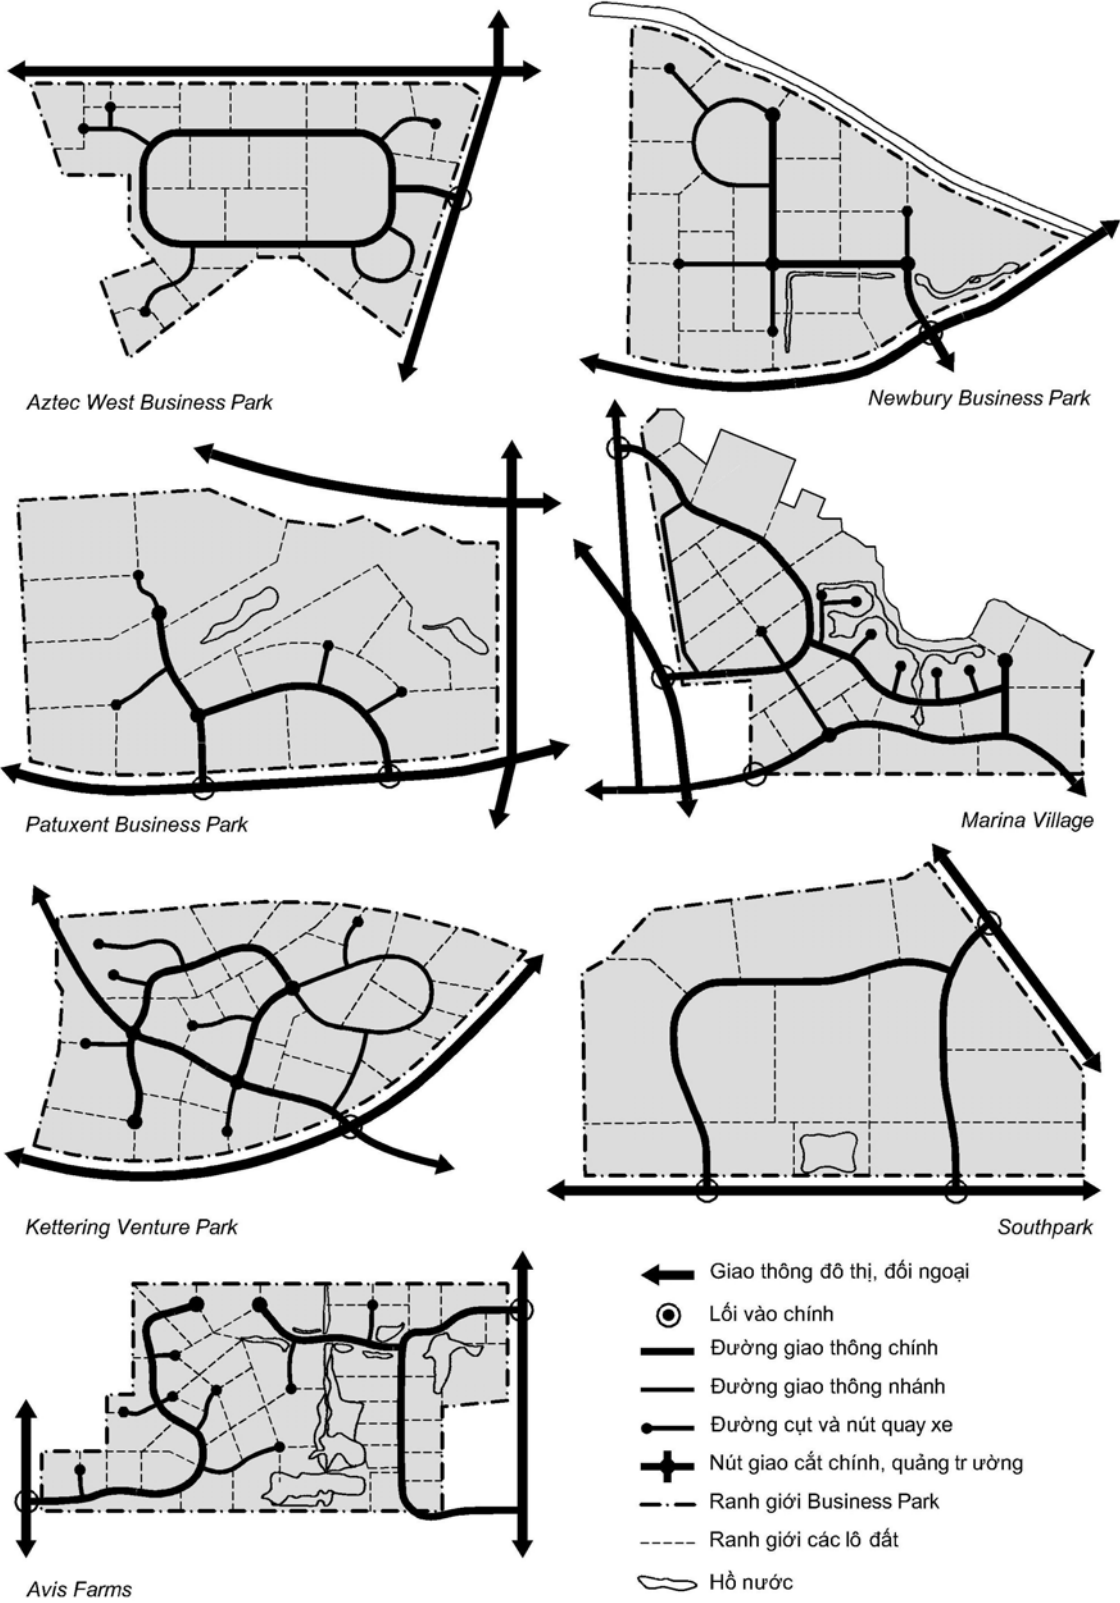 Aztec West Business Park
Newbury Business Park
Patuxent Business Park
Marina Village
Kettering Venture Park
Southpark
Giao thông đô thị, đối ngoại
Lối vào chính
Đường giao thông chính
Đường giao thông nhánh
Đường cụt và nút quay xe
Nút giao cắt chính, quảng tr ường
Ranh giới Business Park
Ranh giới các lô đất
Hồ nước
Avis Farms